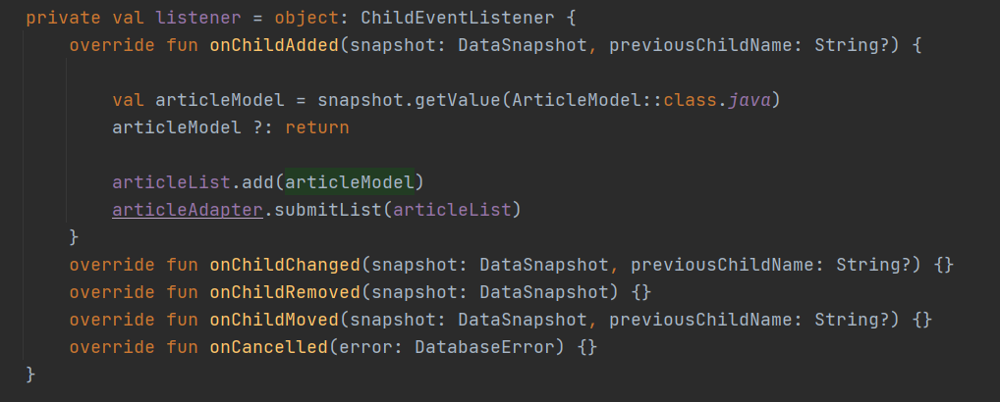 private val listener = object: ChildEventListener {
override fun onChildAdded(snapshot: DataSnapshot, previousChildName: String?) {
val articleModel = snapshot.getValue(ArticleModel::class.java)
articleModel ?: return
articleList.add(articleModel)
articleAdapter.submitList(articleList)
}
override fun onChildChanged(snapshot: DataSnapshot, previousChildName: String?) {}
override fun onChildRemoved(snapshot: DataSnapshot) {}
override fun onChildMoved(snapshot: DataSnapshot, previousChildName: String?) {}
override fun onCancelled(error: DatabaseError) {}
}